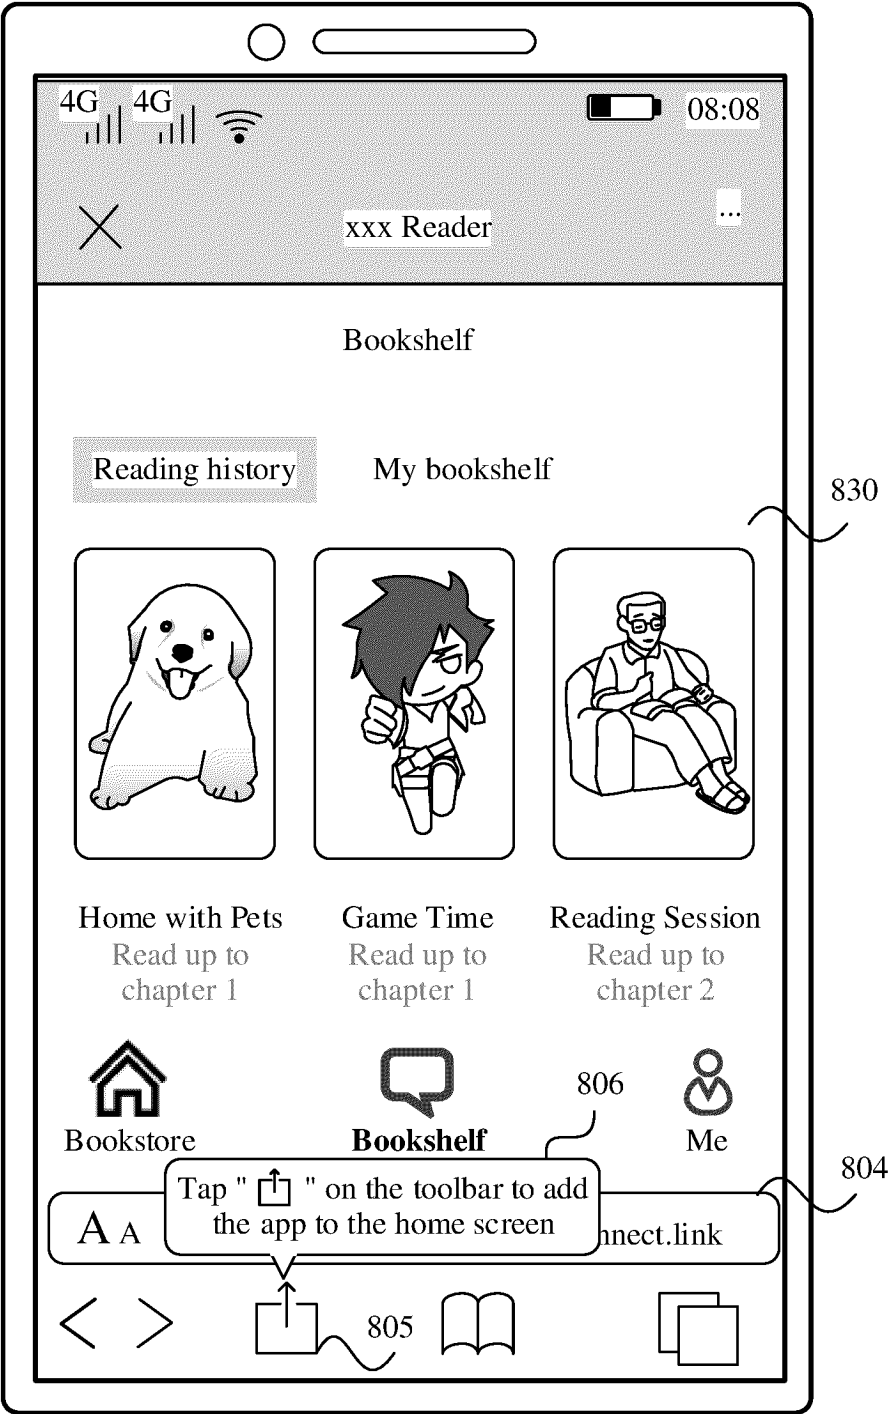 4G 4G 08:08
xxx Reader ...
Bookshelf
Reading history My bookshelf
830
Home with Pets Game Time Reading Session
Read up to Read up to Read up to
chapter 1 chapter 1 chapter 2
806
Bookstore Bookshelf Me
804
Tap " " on the toolbar to add
the app to the home screen
A A nnect.link
805